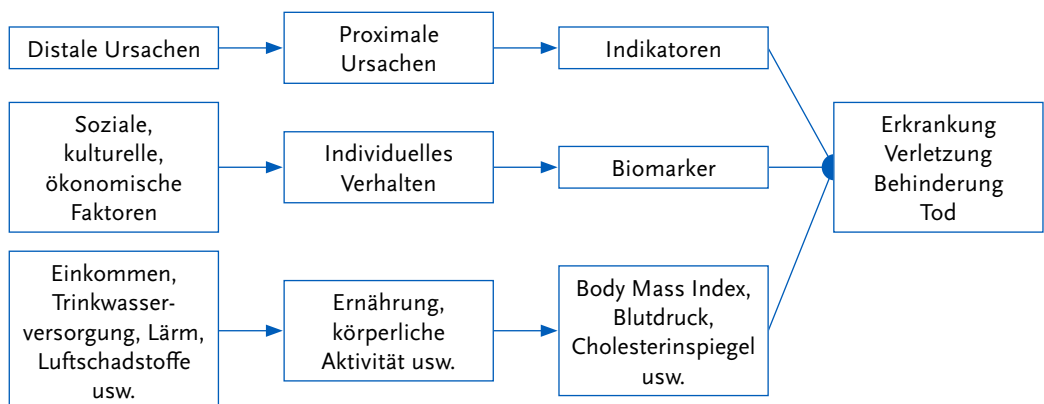 Distale Ursachen
Proximale
Ursachen
Indikatoren
Soziale,
kulturelle,
ökonomische
Faktoren
Individuelles
Verhalten
Biomarker
Erkrankung
Verletzung
Behinderung
Tod
Einkommen,
Trinkwasser-
versorgung, Lärm,
Luftschadstoffe
usw.
Ernährung,
körperliche
Aktivität usw.
Body Mass Index,
Blutdruck,
Cholesterinspiegel
usw.